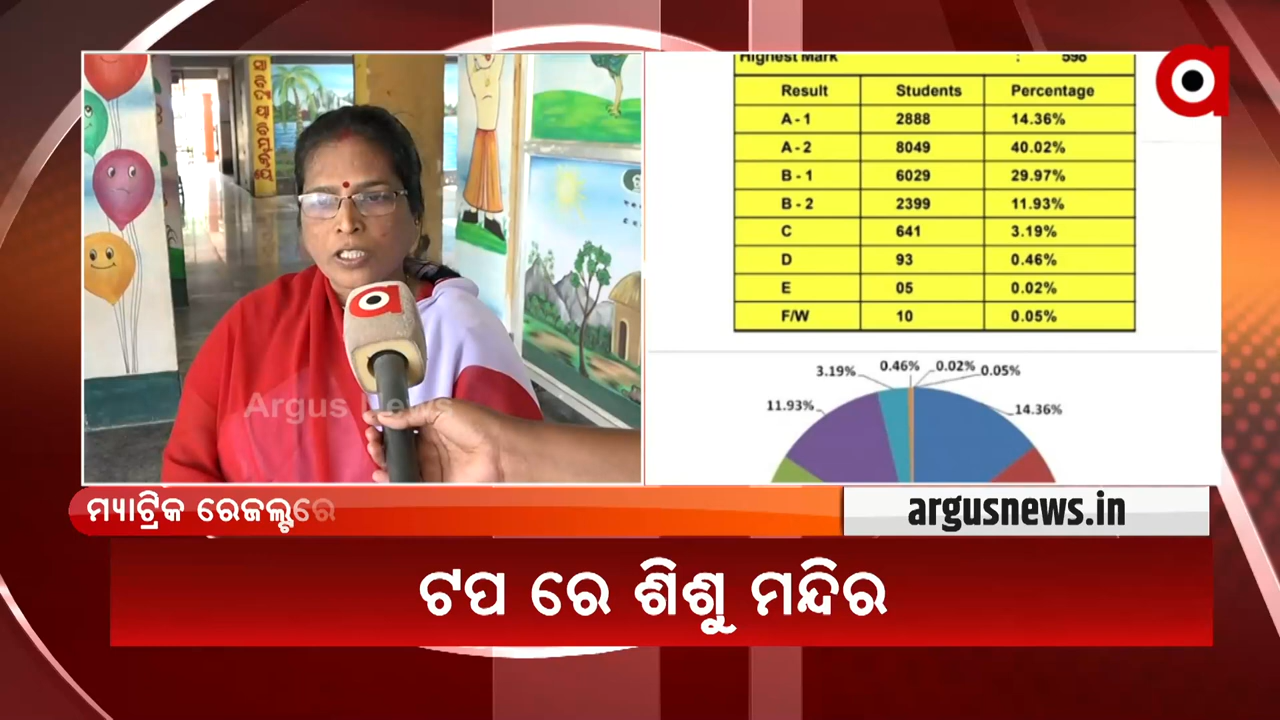 Highest Mark : 598
Result Students Percentage
A - 1 2888 14.36%
A - 2 8049 40.02%
B - 1 6029 29.97%
B - 2 2399 11.93%
C 641 3.19%
D 93 0.46%
E 05 0.02%
F/W 10 0.05%
3.19% 0.46% 0.02% 0.05%
11.93% 14.36%
Argus News
ମ୍ୟାଟ୍ରିକ ରେଜଲ୍ଟରେ
argusnews.in
ଟପ ରେ ଶିଶୁ ମନ୍ଦିର